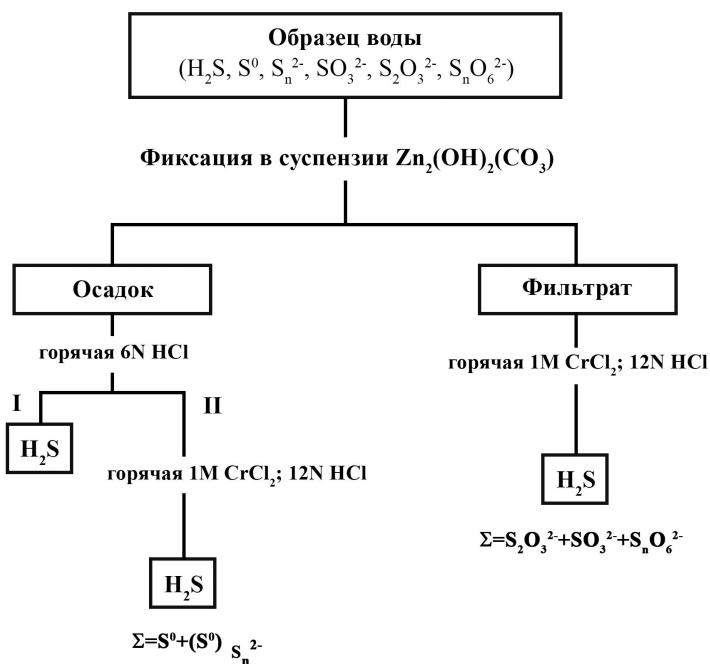 Образец воды
(H₂S, S⁰, Sₙ²⁻, SO₃²⁻, S₂O₃²⁻, SₙO₆²⁻)
Фиксация в суспензии Zn₂(OH)₂(CO₃)
Осадок
Фильтрат
горячая 6N HCl
горячая 1M CrCl₂; 12N HCl
I
II
H₂S
горячая 1M CrCl₂; 12N HCl
H₂S
Σ=S₂O₃²⁻+SO₃²⁻+SₙO₆²⁻
H₂S
Σ=S⁰+(S⁰) Sₙ²⁻